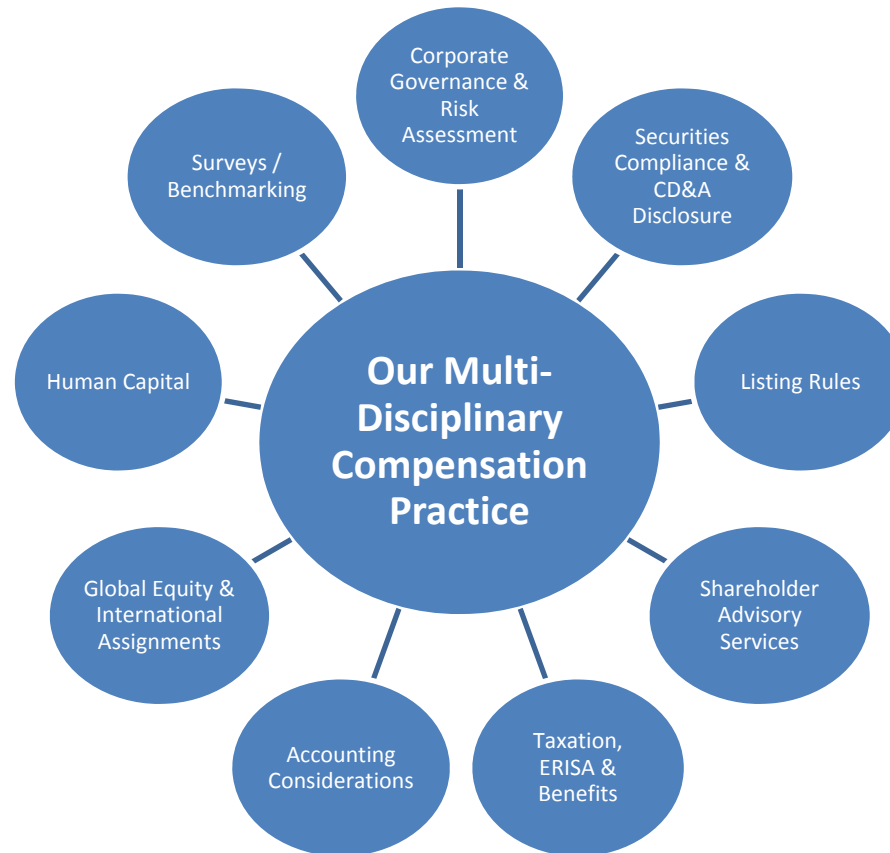 Corporate
Governance &
Risk
Assessment
Securities
Compliance &
CD&A
Disclosure
Listing Rules
Shareholder
Advisory
Services
Taxation,
ERISA &
Benefits
Accounting
Considerations
Global Equity &
International
Assignments
Human Capital
Surveys /
Benchmarking
Our Multi-
Disciplinary
Compensation
Practice